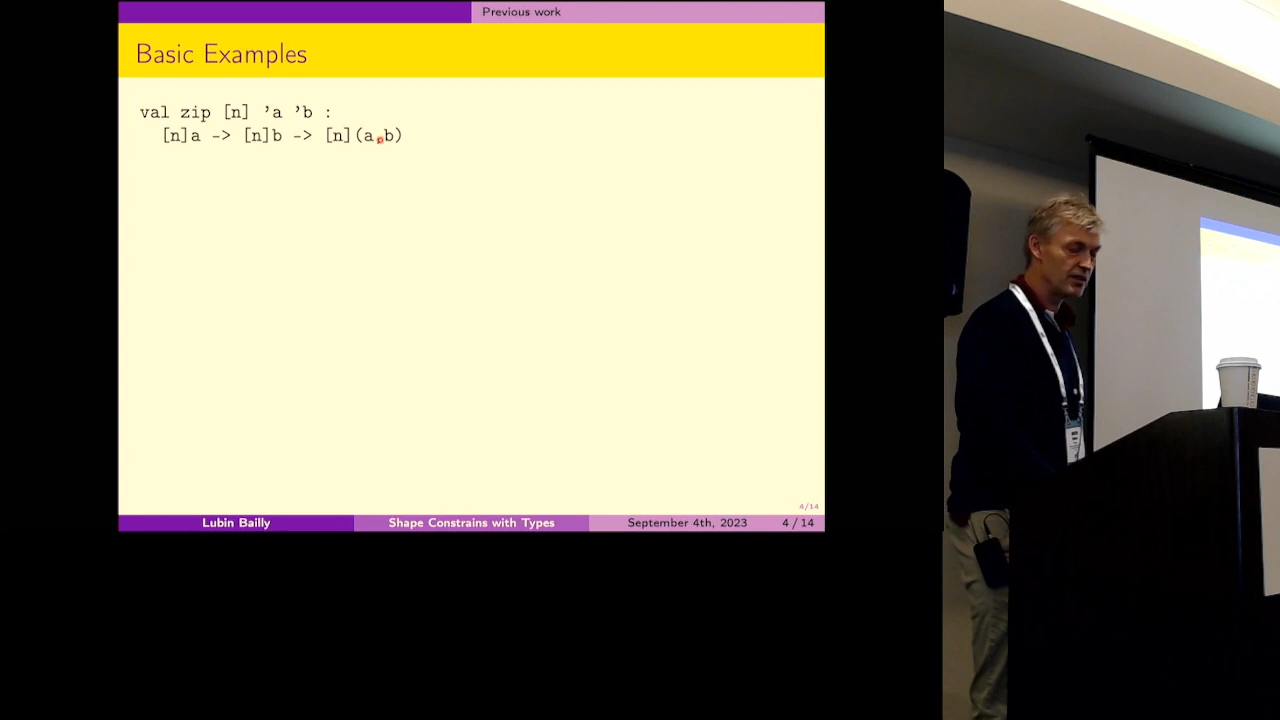 Previous work
Basic Examples
val zip [n] 'a 'b :
[n]a -> [n]b -> [n](a,b)
4/14
Lubin Bailly
Shape Constrains with Types
September 4th, 2023
4 / 14